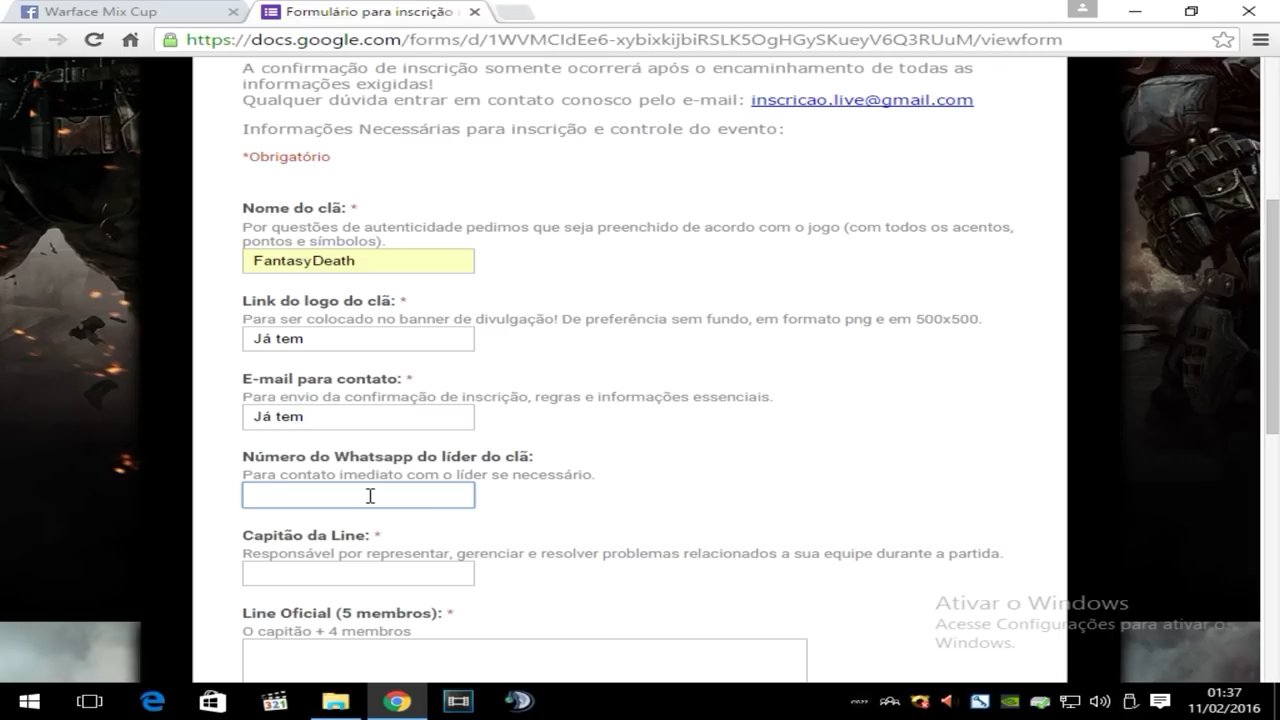 Warface Mix Cup
Formulário para inscrição
https://docs.google.com/forms/d/1WVMCIdEe6-xybixkijbiRSLK5OgHGySKueyV6Q3RUuM/viewform
A confirmação de inscrição somente ocorrerá após o encaminhamento de todas as
informações exigidas!
Qualquer dúvida entrar em contato conosco pelo e-mail: inscricao.live@gmail.com
Informações Necessárias para inscrição e controle do evento:
*Obrigatório
Nome do clã: *
Por questões de autenticidade pedimos que seja preenchido de acordo com o jogo (com todos os acentos,
pontos e símbolos).
FantasyDeath
Link do logo do clã: *
Para ser colocado no banner de divulgação! De preferência sem fundo, em formato png e em 500x500.
Já tem
E-mail para contato: *
Para envio da confirmação de inscrição, regras e informações essenciais.
Já tem
Número do Whatsapp do líder do clã:
Para contato imediato com o líder se necessário.
Capitão da Line: *
Responsável por representar, gerenciar e resolver problemas relacionados a sua equipe durante a partida.
Line Oficial (5 membros): *
O capitão + 4 membros
Ativar o Windows
Acesse Configurações para ativar o
Windows.
321
01:37
11/02/2016